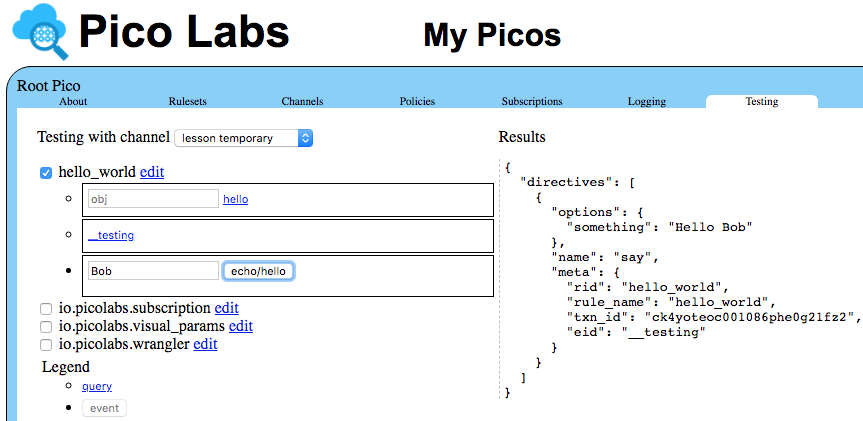 Pico Labs
My Picos
Root Pico
About Rulesets Channels Policies Subscriptions Logging Testing
Testing with channel lesson temporary
hello_world edit
obj hello
__testing
Bob echo/hello
io.picolabs.subscription edit
io.picolabs.visual_params edit
io.picolabs.wrangler edit
Legend
query
event
Results
{
"directives": [
{
"options": {
"something": "Hello Bob"
},
"name": "say",
"meta": {
"rid": "hello_world",
"rule_name": "hello_world",
"txn_id": "ck4yoteoc001086phe0g21fz2",
"eid": "__testing"
}
}
]
}